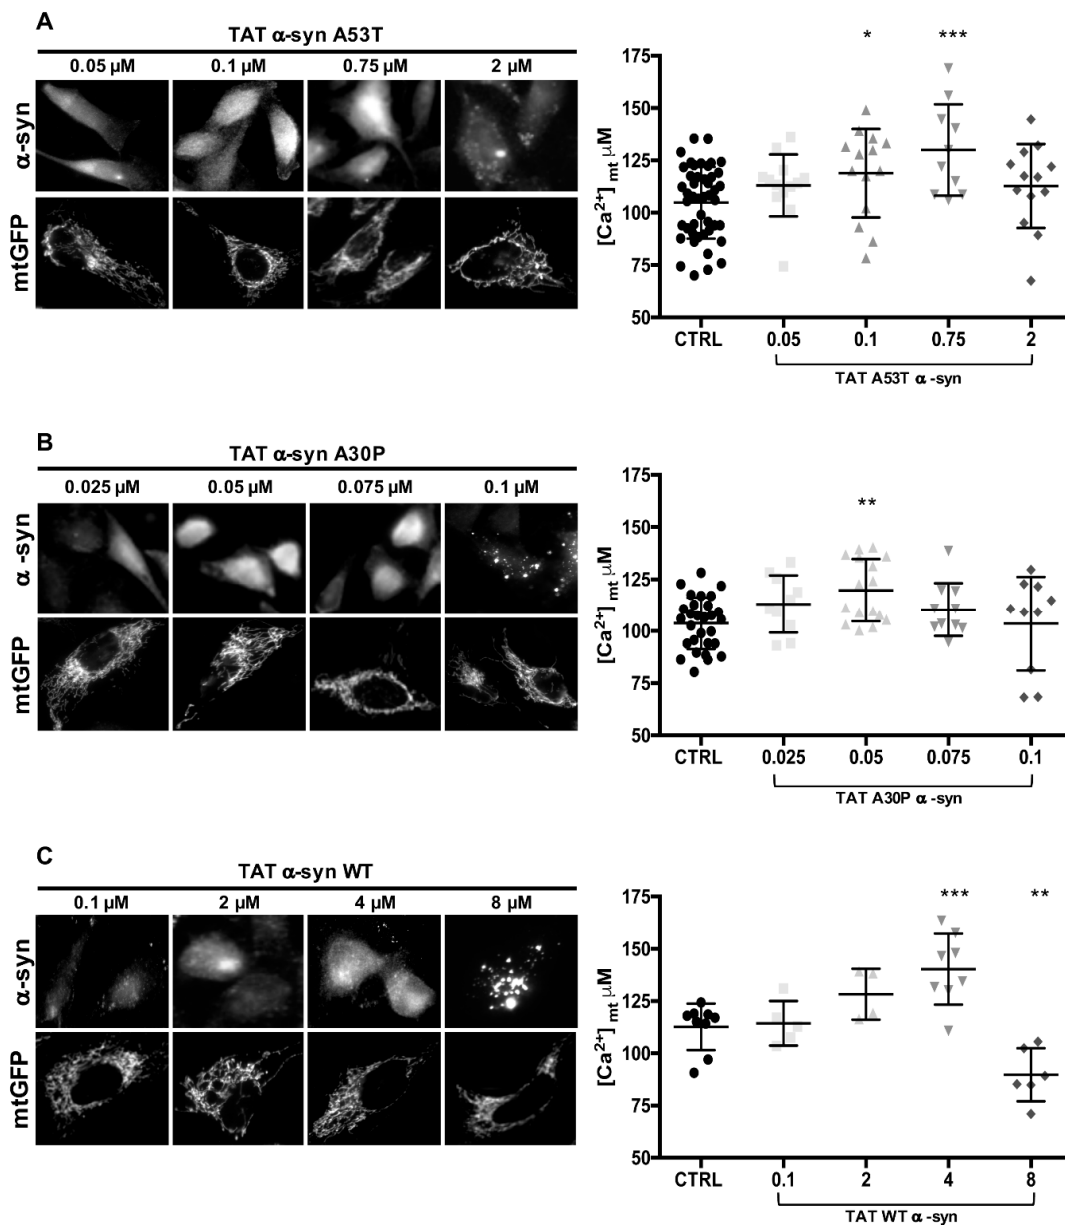 A
TAT α-syn A53T
0.05 µM 0.1 µM 0.75 µM 2 µM
α-syn
mtGFP
[Ca2+] mt µM
175
150
125
100
75
50
* ***
CTRL 0.05 0.1 0.75 2
TAT A53T α -syn
B
TAT α-syn A30P
0.025 µM 0.05 µM 0.075 µM 0.1 µM
α -syn
mtGFP
[Ca2+] mt µM
175
150
125
100
75
50
**
CTRL 0.025 0.05 0.075 0.1
TAT A30P α -syn
C
TAT α-syn WT
0.1 µM 2 µM 4 µM 8 µM
α-syn
mtGFP
[Ca2+] mt µM
175
150
125
100
75
50
*** **
CTRL 0.1 2 4 8
TAT WT α -syn